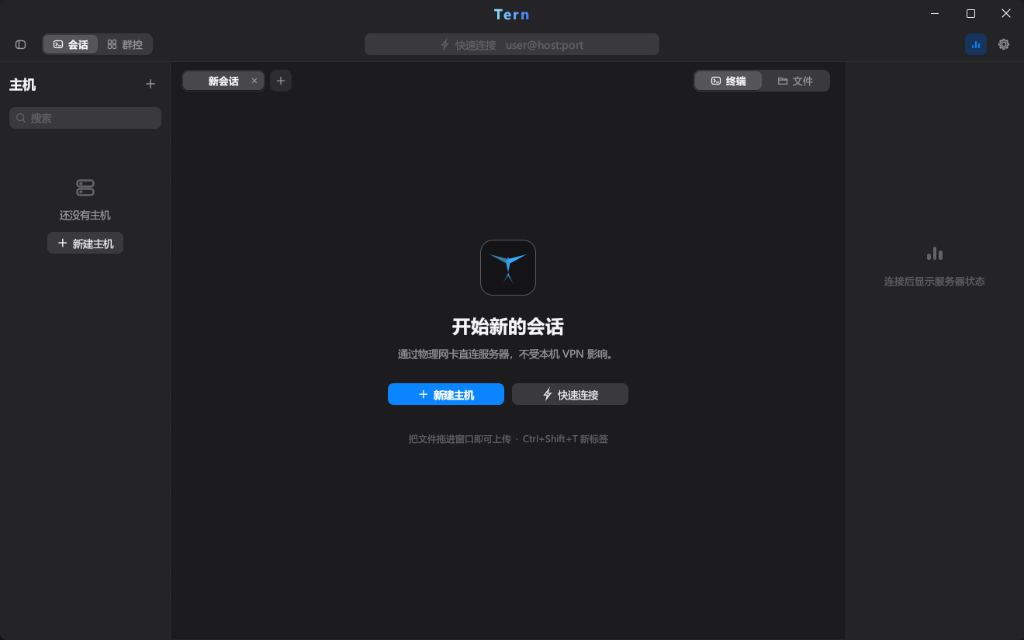 Tern
会话
群控
快速连接 user@host:port
主机
搜索
还没有主机
新建主机
新会话
终端
文件
开始新的会话
通过物理网卡直连服务器，不受本机 VPN 影响。
新建主机
快速连接
把文件拖进窗口即可上传 · Ctrl+Shift+T 新标签
连接后显示服务器状态